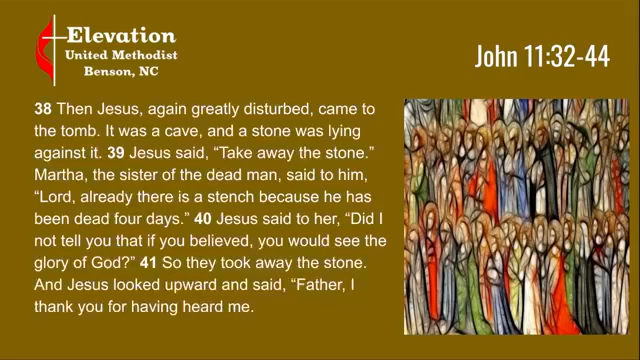 Elevation
United Methodist
Benson, NC
John 11:32-44
38 Then Jesus, again greatly disturbed, came to
the tomb. It was a cave, and a stone was lying
against it. 39 Jesus said, “Take away the stone.”
Martha, the sister of the dead man, said to him,
“Lord, already there is a stench because he has
been dead four days.” 40 Jesus said to her, “Did I
not tell you that if you believed, you would see the
glory of God?” 41 So they took away the stone.
And Jesus looked upward and said, “Father, I
thank you for having heard me.